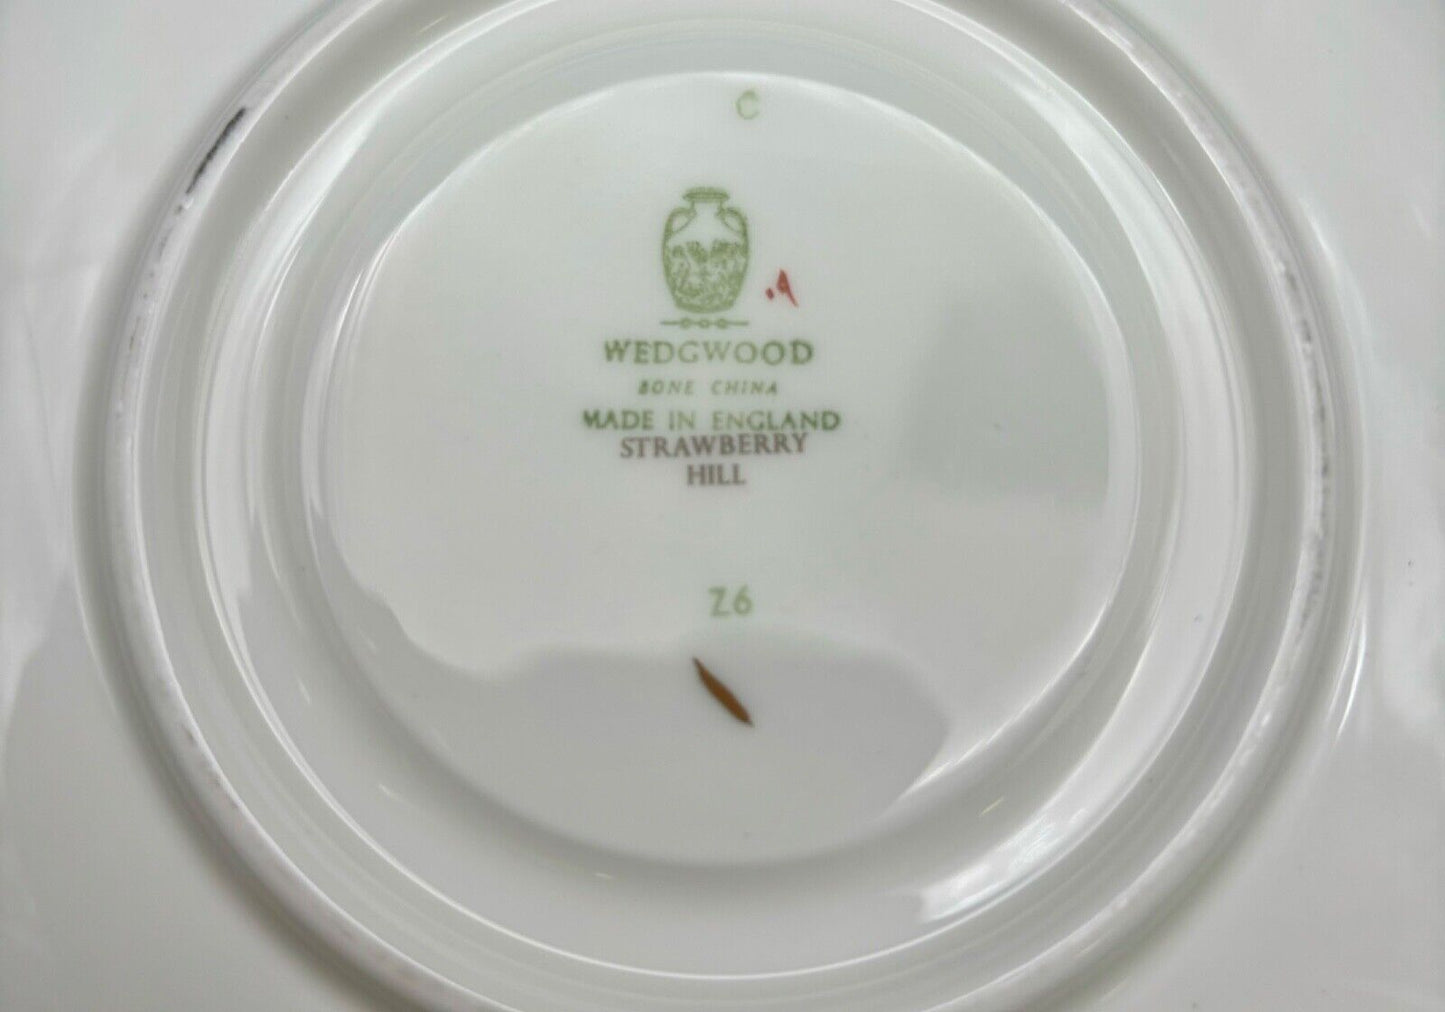 C
WEDGWOOD
BONE CHINA
MADE IN ENGLAND
STRAWBERRY
HILL
Z6